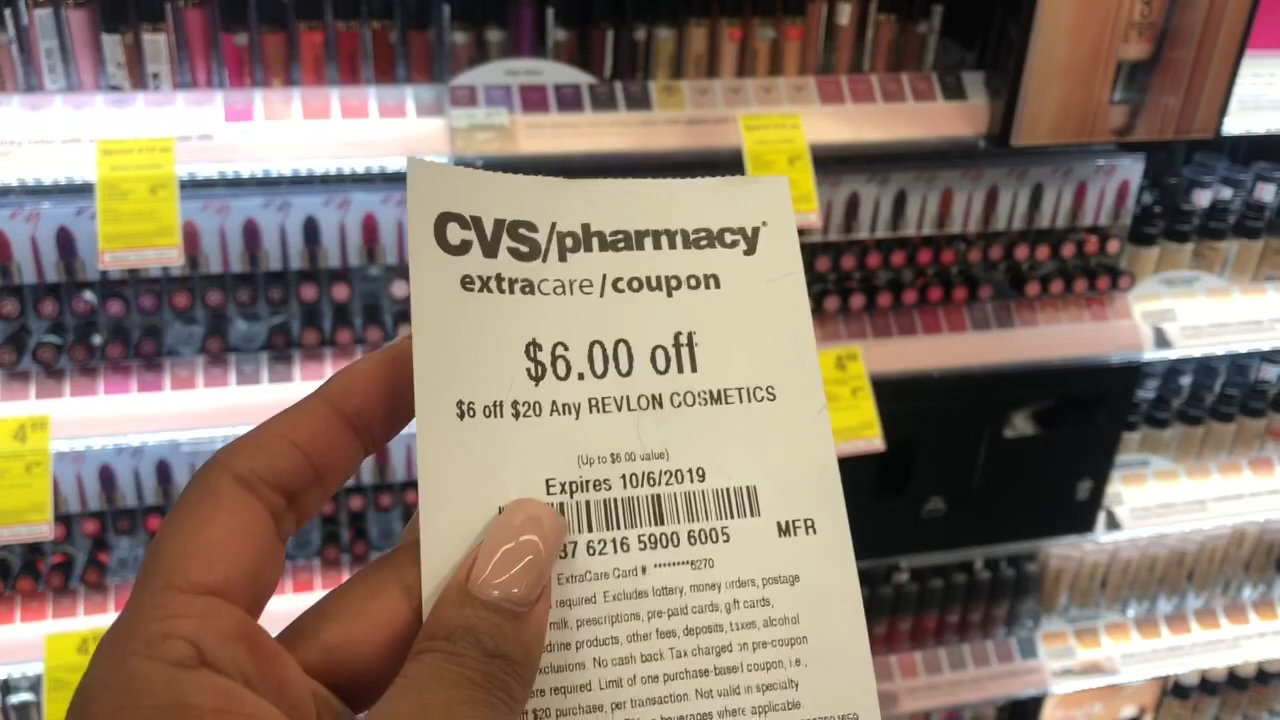 CVS/pharmacy®
extracare/coupon
$6.00 off
$6 off $20 Any REVLON COSMETICS
(Up to $6.00 value)
Expires 10/6/2019
37 6216 5900 6005 MFR
ExtraCare Card #: ********6270
required. Excludes lottery, money orders, postage
milk, prescriptions, pre-paid cards, gift cards,
products, other fees, deposits, taxes, alcohol
No cash back Tax charged on pre-coupon
required. Limit of one purchase-based coupon, i.e.,
$20 purchase, per transaction. Not valid in specialty
beverages where applicable